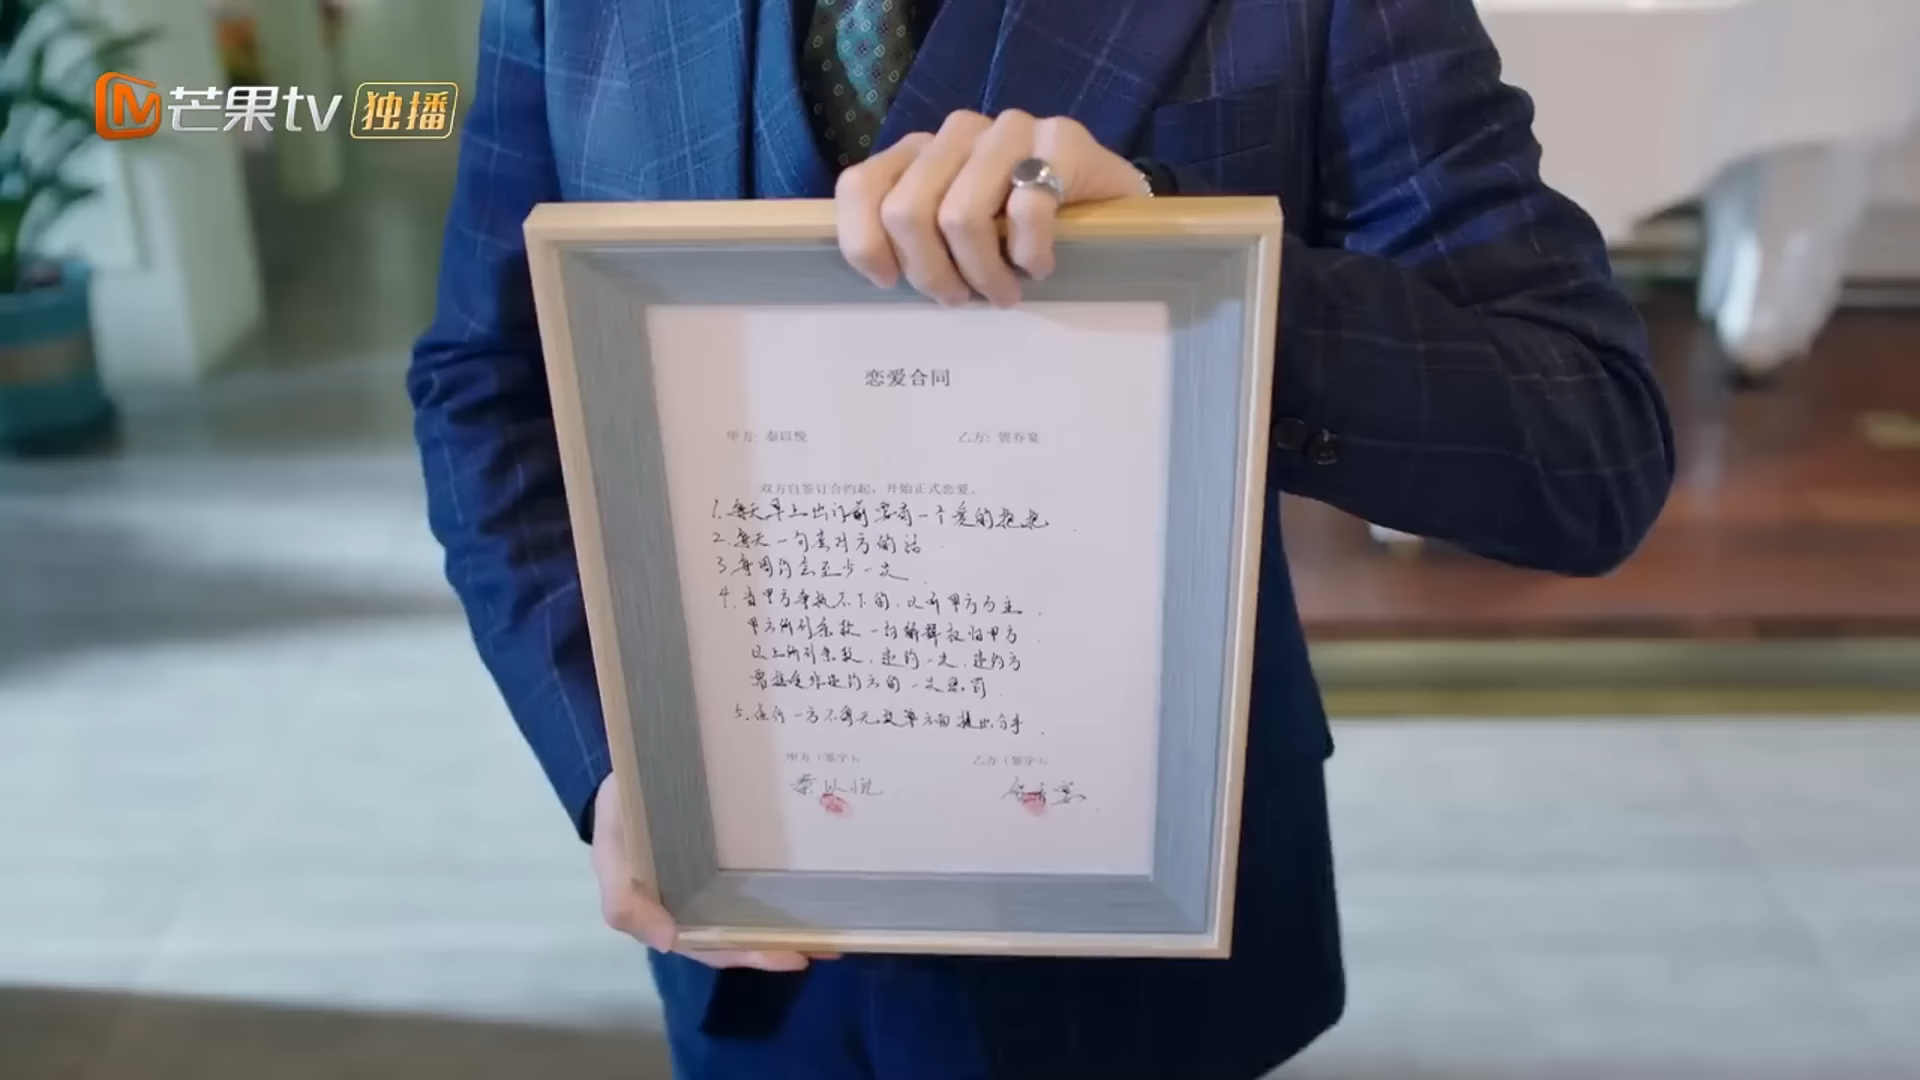 芒果tv 独播
恋爱合同
甲方: 秦以悦 乙方: 贺乔宴
双方自签订合约起，开始正式恋爱。
1.每天早上出门前要有一个爱的抱抱
2.每天一句表对方的话
3.每周约会至少一次
4.当甲方争执不下的，以听甲方为主
甲方所列条款一切解释权归甲方
以上所列条款，违约一次，违约方
需接受非违约方的一次惩罚
5.任何一方不得无故单方面提出分手
甲方（签字）： 乙方（签字）：
秦以悦 贺乔宴